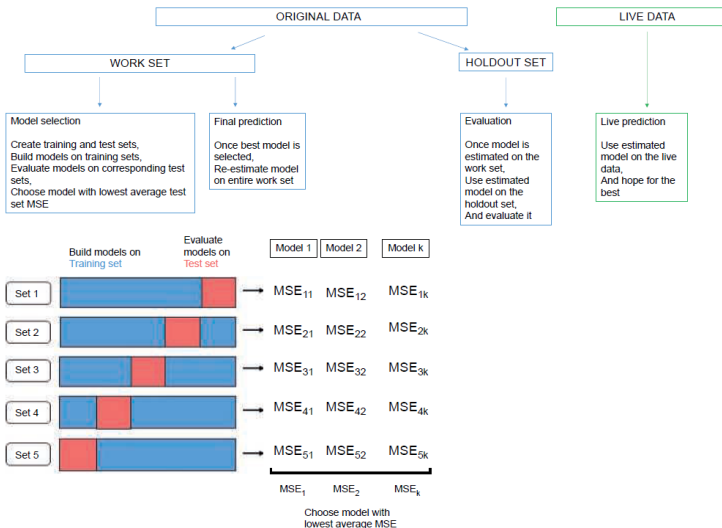 ORIGINAL DATA
LIVE DATA
WORK SET
HOLDOUT SET
Model selection
Create training and test sets,
Build models on training sets,
Evaluate models on corresponding test
sets,
Choose model with lowest average test
set MSE
Final prediction
Once best model is
selected,
Re-estimate model
on entire work set
Evaluation
Once model is
estimated on the
work set,
Use estimated
model on the
holdout set,
And evaluate it
Live prediction
Use estimated
model on the live
data,
And hope for the
best
Build models on
Training set
Evaluate
models on
Test set
Model 1 Model 2 Model k
Set 1 MSE11 MSE12 MSE1k
Set 2 MSE21 MSE22 MSE2k
Set 3 MSE31 MSE32 MSE3k
Set 4 MSE41 MSE42 MSE4k
Set 5 MSE51 MSE52 MSE5k
MSE1 MSE2 MSEk
Choose model with
lowest average MSE